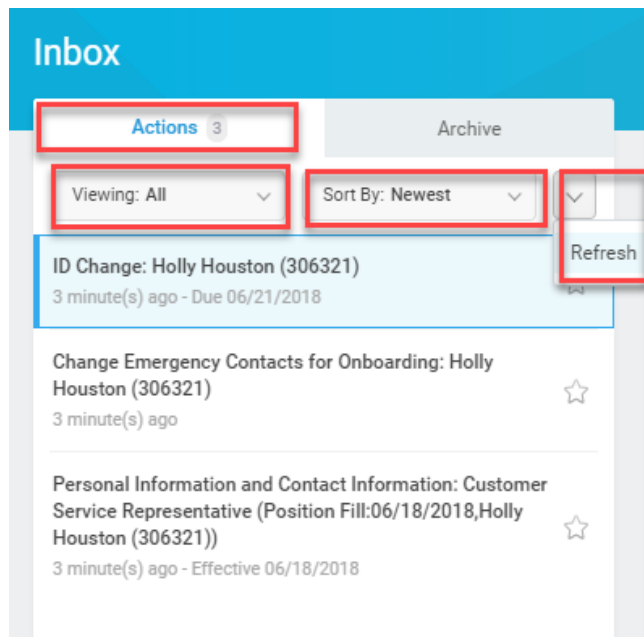 Inbox
Actions 3
Archive
Viewing: All
Sort By: Newest
Refresh
ID Change: Holly Houston (306321)
3 minute(s) ago - Due 06/21/2018
Change Emergency Contacts for Onboarding: Holly
Houston (306321)
3 minute(s) ago
Personal Information and Contact Information: Customer
Service Representative (Position Fill:06/18/2018,Holly
Houston (306321))
3 minute(s) ago - Effective 06/18/2018